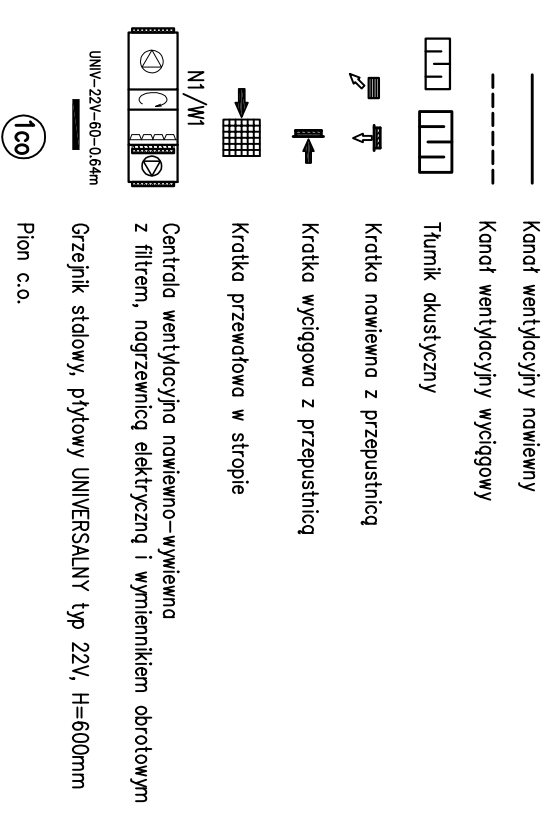 Kanał wentylacyjny nawiewny
Kanał wentylacyjny wyciągowy
Tłumik akustyczny
Kratka nawiewna z przepustnicą
Kratka wyciągowa z przepustnicą
Kratka przewałowa w stropie
N1/W1
Centrala wentylacyjna nawiewno-wywiewna
z filtrem, nagrzewnicą elektryczną i wymiennikiem obrotowym
UNIV-22V-60-0.64m
Grzejnik stalowy, płytowy UNIVERSALNY typ 22V, H=600mm
1co
Pion c.o.